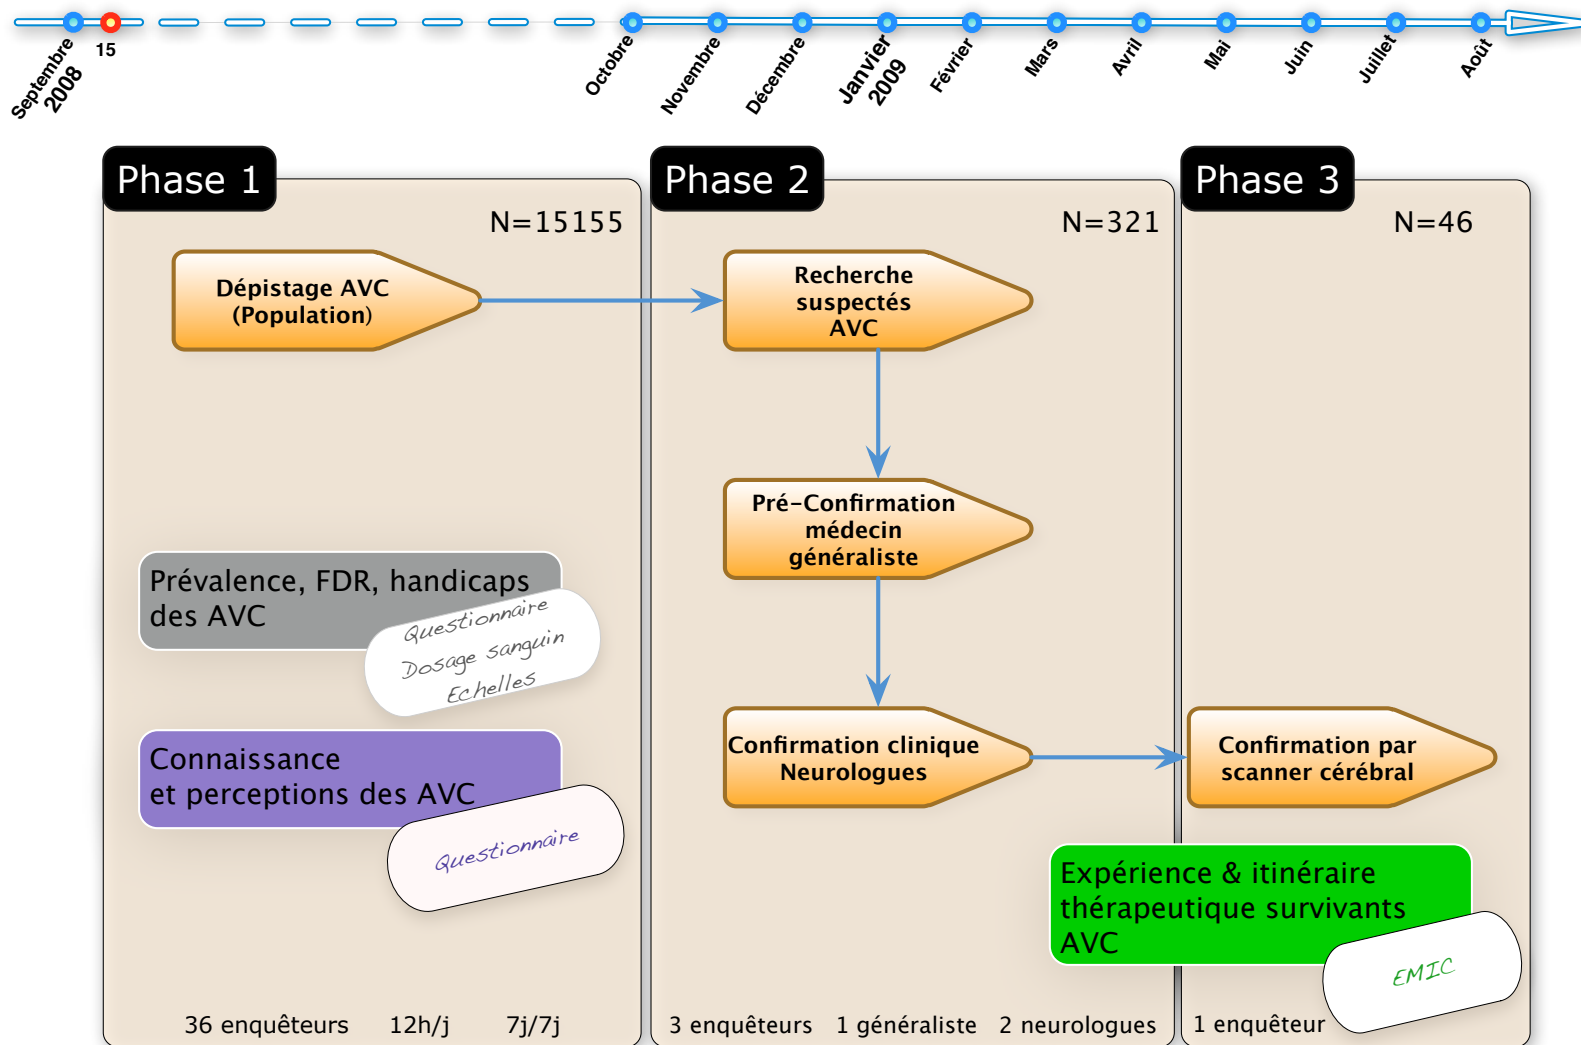 Septembre
2008
15
Octobre
Novembre
Décembre
Janvier
2009
Février
Mars
Avril
Mai
Juin
Juillet
Août
Phase 1
N=15155
Dépistage AVC
(Population)
Prévalence, FDR, handicaps
des AVC
Questionnaire
Dosage sanguin
Echelles
Connaissance
et perceptions des AVC
Questionnaire
36 enquêteurs 12h/j 7j/7j
Phase 2
N=321
Recherche
suspectés
AVC
Pré-Confirmation
médecin
généraliste
Confirmation clinique
Neurologues
3 enquêteurs 1 généraliste 2 neurologues
Phase 3
N=46
Confirmation par
scanner cérébral
Expérience & itinéraire
thérapeutique survivants
AVC
EMIC
1 enquêteur